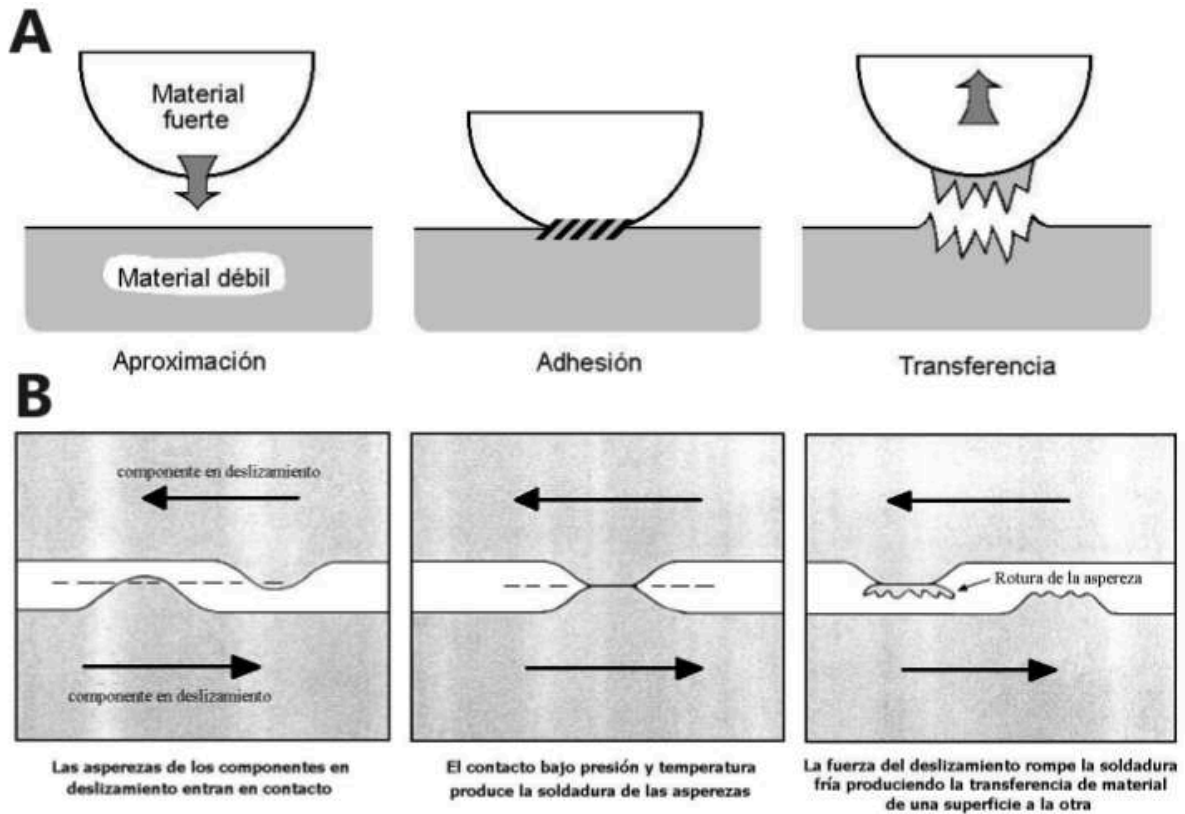 A
Material
fuerte
Material débil
Aproximación
Adhesión
Transferencia
B
componente en deslizamiento
componente en deslizamiento
Rotura de la aspereza
Las asperezas de los componentes en
deslizamiento entran en contacto
El contacto bajo presión y temperatura
produce la soldadura de las asperezas
La fuerza del deslizamiento rompe la soldadura
fría produciendo la transferencia de material
de una superficie a la otra